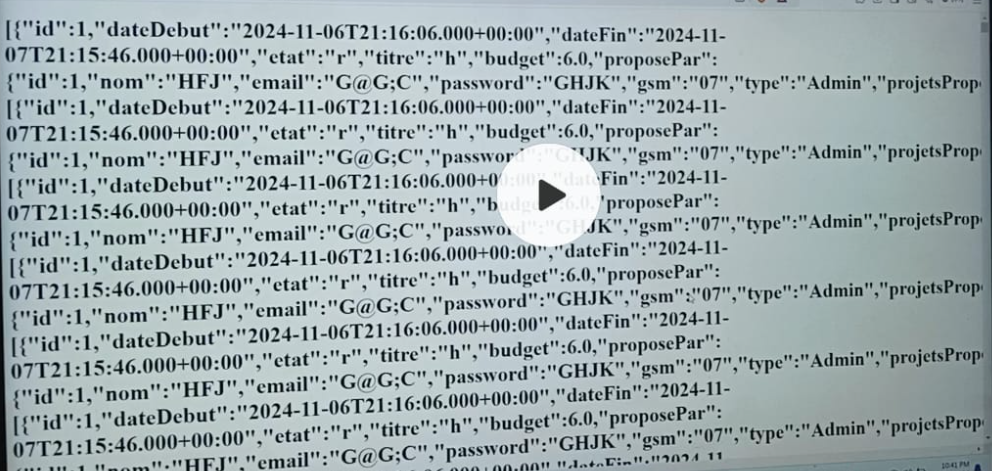 [{"id":1,"dateDebut":"2024-11-06T21:16:06.000+00:00","dateFin":"2024-11-
07T21:15:46.000+00:00","etat":"r","titre":"h","budget":6.0,"proposePar":
{"id":1,"nom":"HFJ","email":"G@G;C","password":"GHJK","gsm":"07","type":"Admin","projetsProp
[{"id":1,"dateDebut":"2024-11-06T21:16:06.000+00:00","dateFin":"2024-11-
07T21:15:46.000+00:00","etat":"r","titre":"h","budget":6.0,"proposePar":
{"id":1,"nom":"HFJ","email":"G@G;C","password":"GHJK","gsm":"07","type":"Admin","projetsProp
[{"id":1,"dateDebut":"2024-11-06T21:16:06.000+00:00","dateFin":"2024-11-
07T21:15:46.000+00:00","etat":"r","titre":"h","budget":6.0,"proposePar":
{"id":1,"nom":"HFJ","email":"G@G;C","password":"GHJK","gsm":"07","type":"Admin","projetsProp
[{"id":1,"dateDebut":"2024-11-06T21:16:06.000+00:00","dateFin":"2024-11-
07T21:15:46.000+00:00","etat":"r","titre":"h","budget":6.0,"proposePar":
{"id":1,"nom":"HFJ","email":"G@G;C","password":"GHJK","gsm":"07","type":"Admin","projetsProp
[{"id":1,"dateDebut":"2024-11-06T21:16:06.000+00:00","dateFin":"2024-11-
07T21:15:46.000+00:00","etat":"r","titre":"h","budget":6.0,"proposePar":
{"id":1,"nom":"HFJ","email":"G@G;C","password":"GHJK","gsm":"07","type":"Admin","projetsProp
[{"id":1,"dateDebut":"2024-11-06T21:16:06.000+00:00","dateFin":"2024-11-
07T21:15:46.000+00:00","etat":"r","titre":"h","budget":6.0,"proposePar":
{"id":1,"nom":"HFJ","email":"G@G;C","password":"GHJK","gsm":"07","type":"Admin","projetsProp
10:41 PM